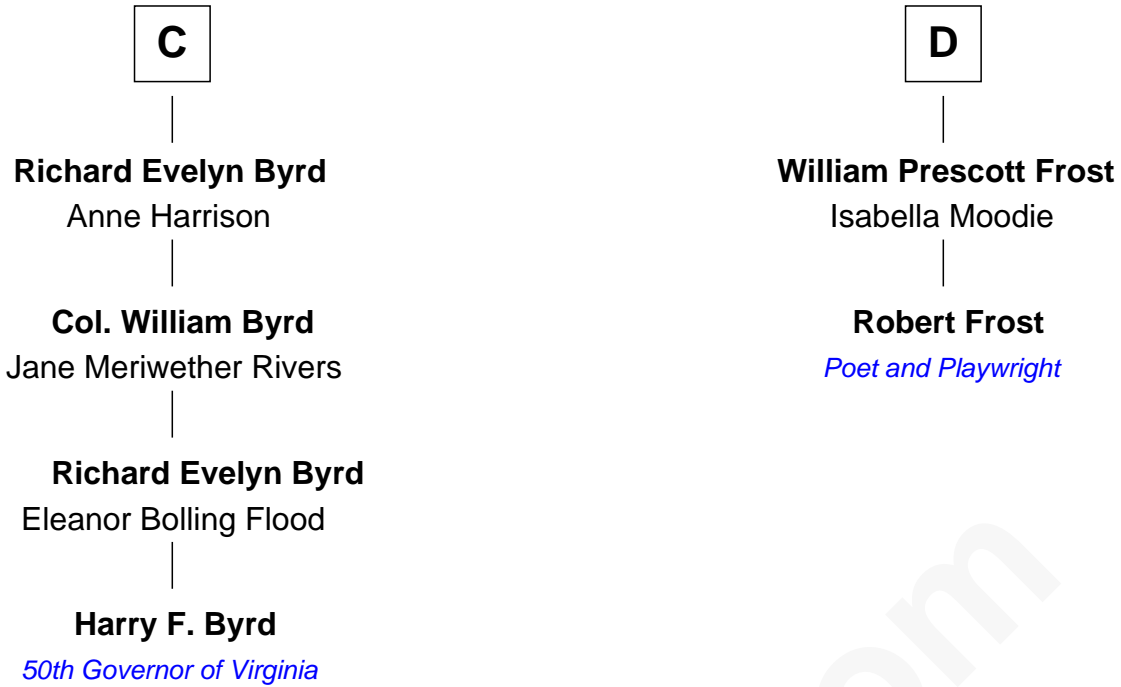 C
Richard Evelyn Byrd
Anne Harrison
Col. William Byrd
Jane Meriwether Rivers
Richard Evelyn Byrd
Eleanor Bolling Flood
Harry F. Byrd
50th Governor of Virginia
D
William Prescott Frost
Isabella Moodie
Robert Frost
Poet and Playwright
om